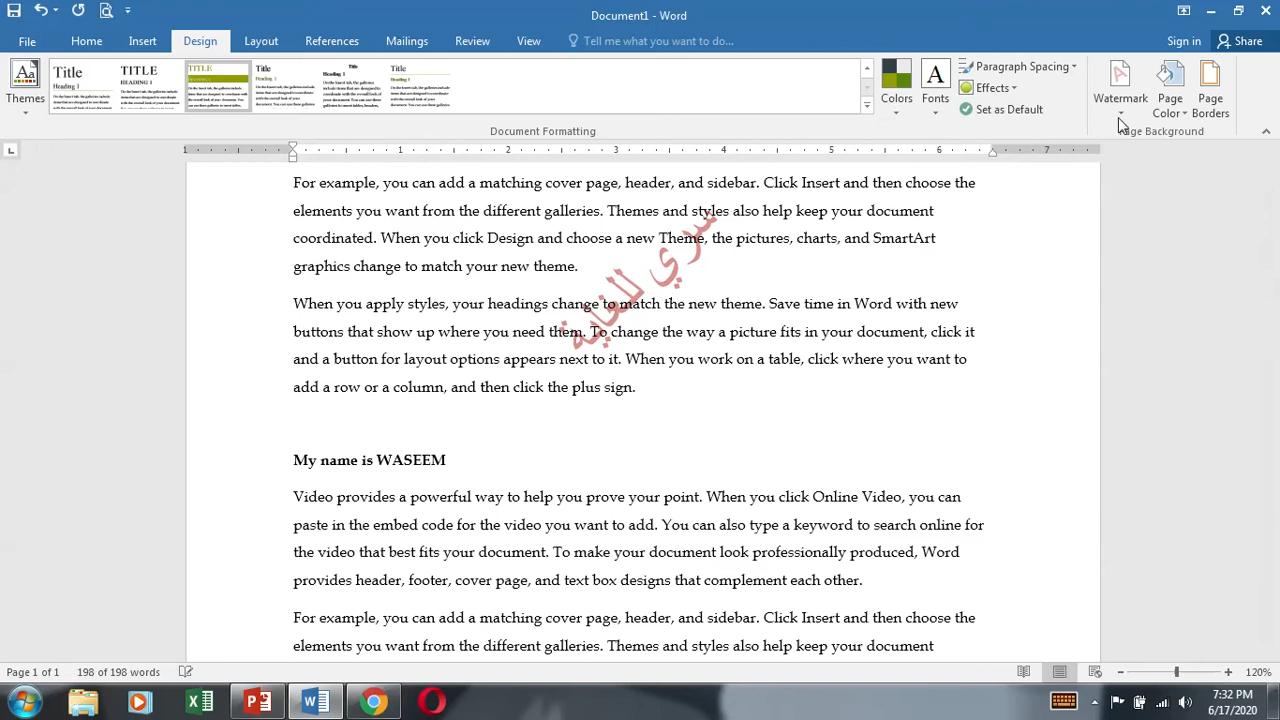 Document1 - Word
File
Home
Insert
Design
Layout
References
Mailings
Review
View
Tell me what you want to do...
Sign in
Share
Themes
Title
Heading 1
TITLE
HEADING 1
TITLE
HEADING 1
Title
Heading 1
Title
Heading 1
Title
Heading 1
Colors
Fonts
Paragraph Spacing
Effects
Set as Default
Watermark
Page Color
Page Borders
Document Formatting
Page Background
1 1 2 3 4 5 6 7
For example, you can add a matching cover page, header, and sidebar. Click Insert and then choose the
elements you want from the different galleries. Themes and styles also help keep your document
coordinated. When you click Design and choose a new Theme, the pictures, charts, and SmartArt
graphics change to match your new theme.
سري للغاية
When you apply styles, your headings change to match the new theme. Save time in Word with new
buttons that show up where you need them. To change the way a picture fits in your document, click it
and a button for layout options appears next to it. When you work on a table, click where you want to
add a row or a column, and then click the plus sign.
My name is WASEEM
Video provides a powerful way to help you prove your point. When you click Online Video, you can
paste in the embed code for the video you want to add. You can also type a keyword to search online for
the video that best fits your document. To make your document look professionally produced, Word
provides header, footer, cover page, and text box designs that complement each other.
For example, you can add a matching cover page, header, and sidebar. Click Insert and then choose the
elements you want from the different galleries. Themes and styles also help keep your document
Page 1 of 1
198 of 198 words
120%
7:32 PM
6/17/2020